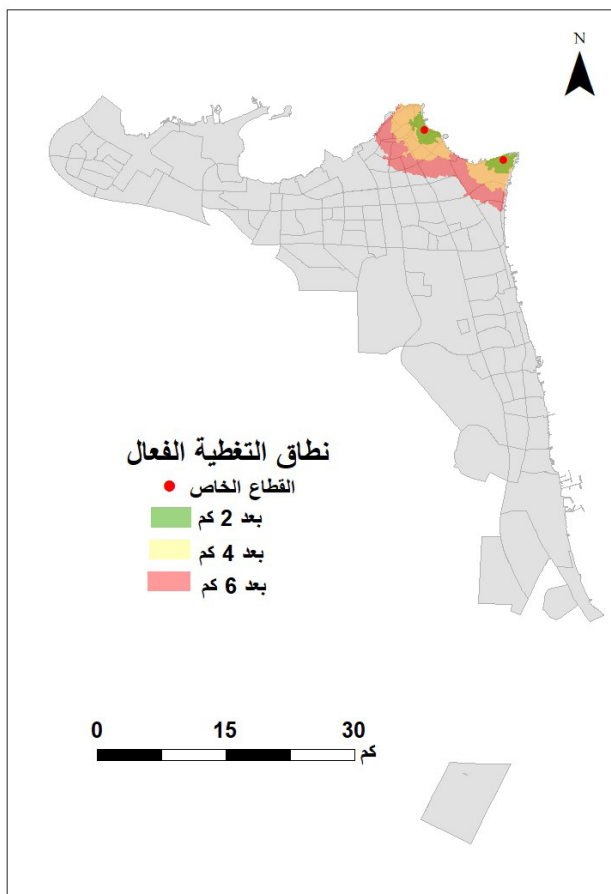 N
نطاق التغطية الفعال
القطاع الخاص
بعد 2 كم
بعد 4 كم
بعد 6 كم
0 15 30
كم